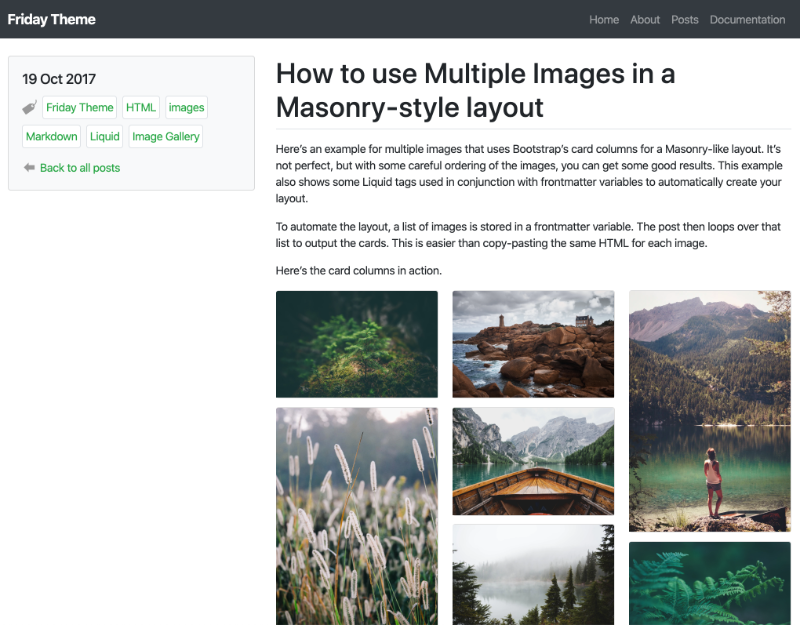 Friday Theme
Home About Posts Documentation
19 Oct 2017
Friday Theme HTML images
Markdown Liquid Image Gallery
Back to all posts
How to use Multiple Images in a
Masonry-style layout
Here’s an example for multiple images that uses Bootstrap’s card columns for a Masonry-like layout. It’s
not perfect, but with some careful ordering of the images, you can get some good results. This example
also shows some Liquid tags used in conjunction with frontmatter variables to automatically create your
layout.
To automate the layout, a list of images is stored in a frontmatter variable. The post then loops over that
list to output the cards. This is easier than copy-pasting the same HTML for each image.
Here’s the card columns in action.